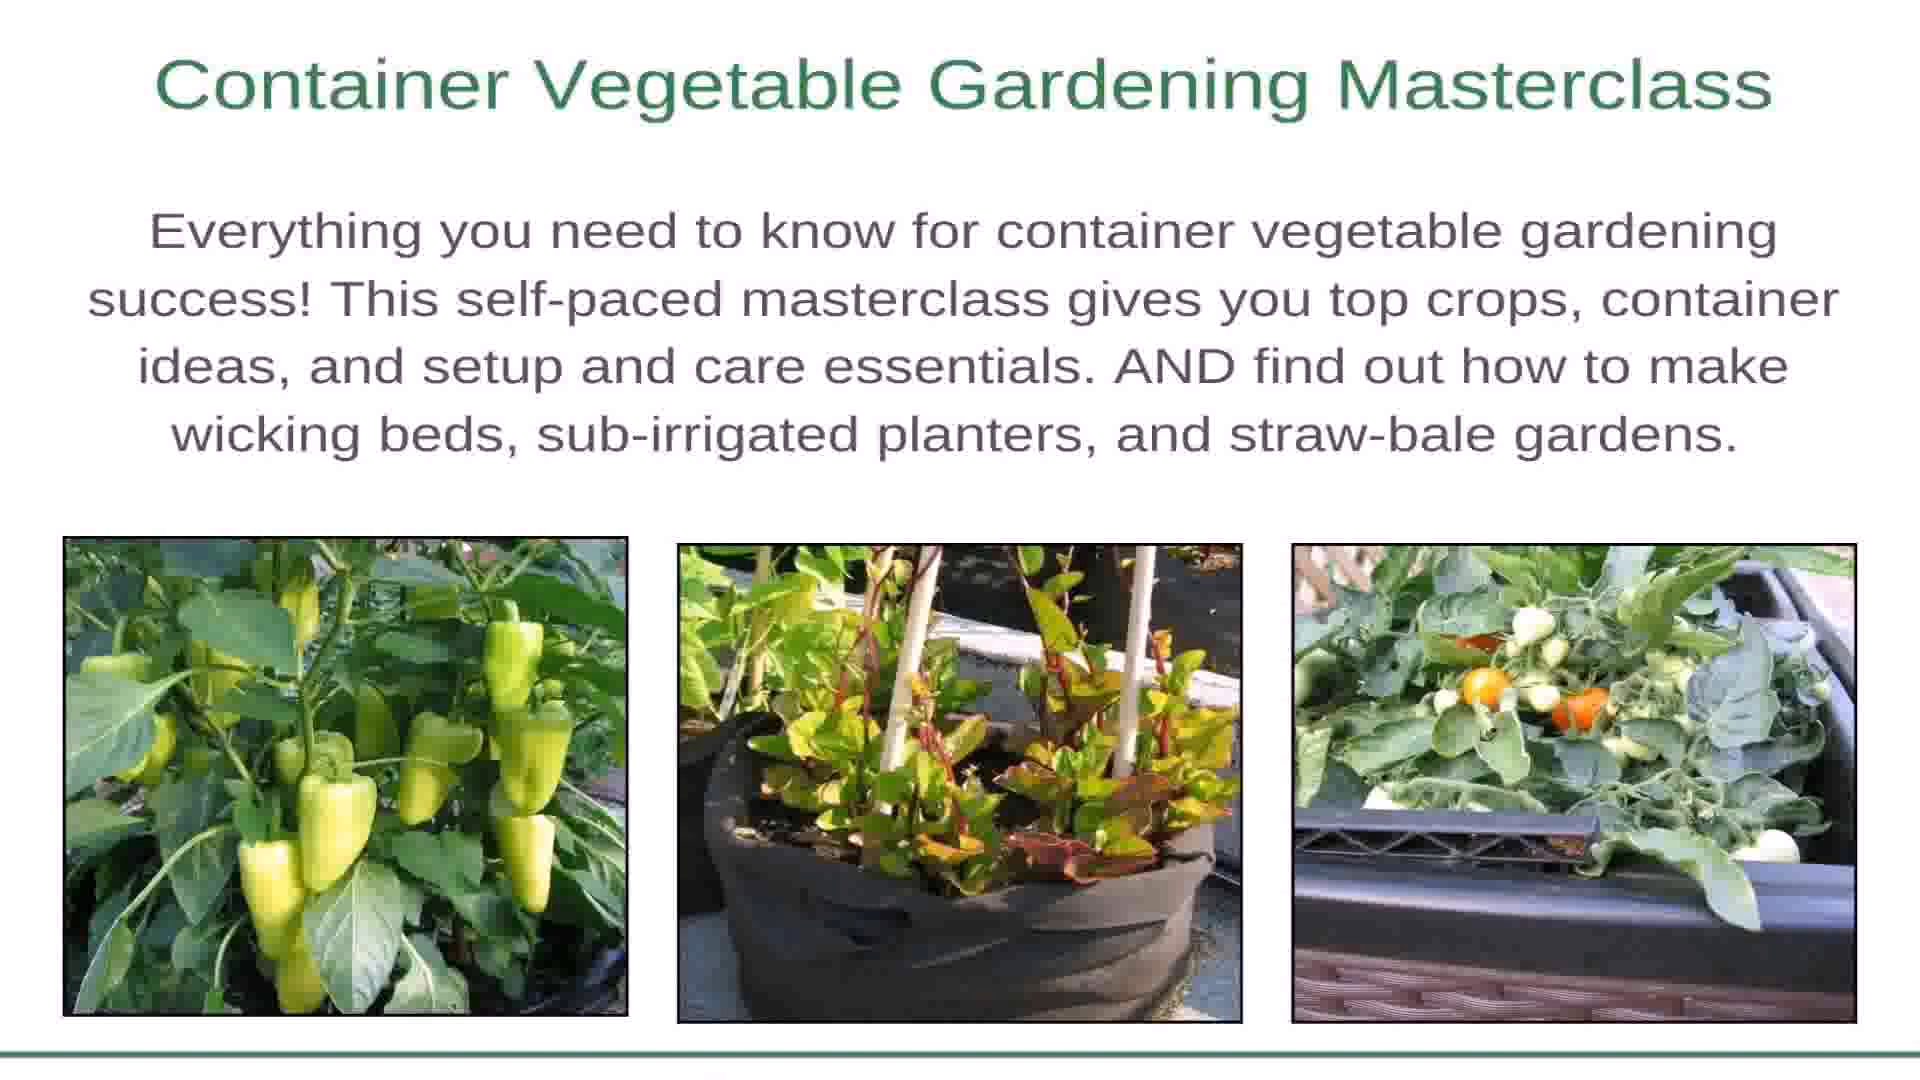 Container Vegetable Gardening Masterclass
Everything you need to know for container vegetable gardening
success! This self-paced masterclass gives you top crops, container
ideas, and setup and care essentials. AND find out how to make
wicking beds, sub-irrigated planters, and straw-bale gardens.